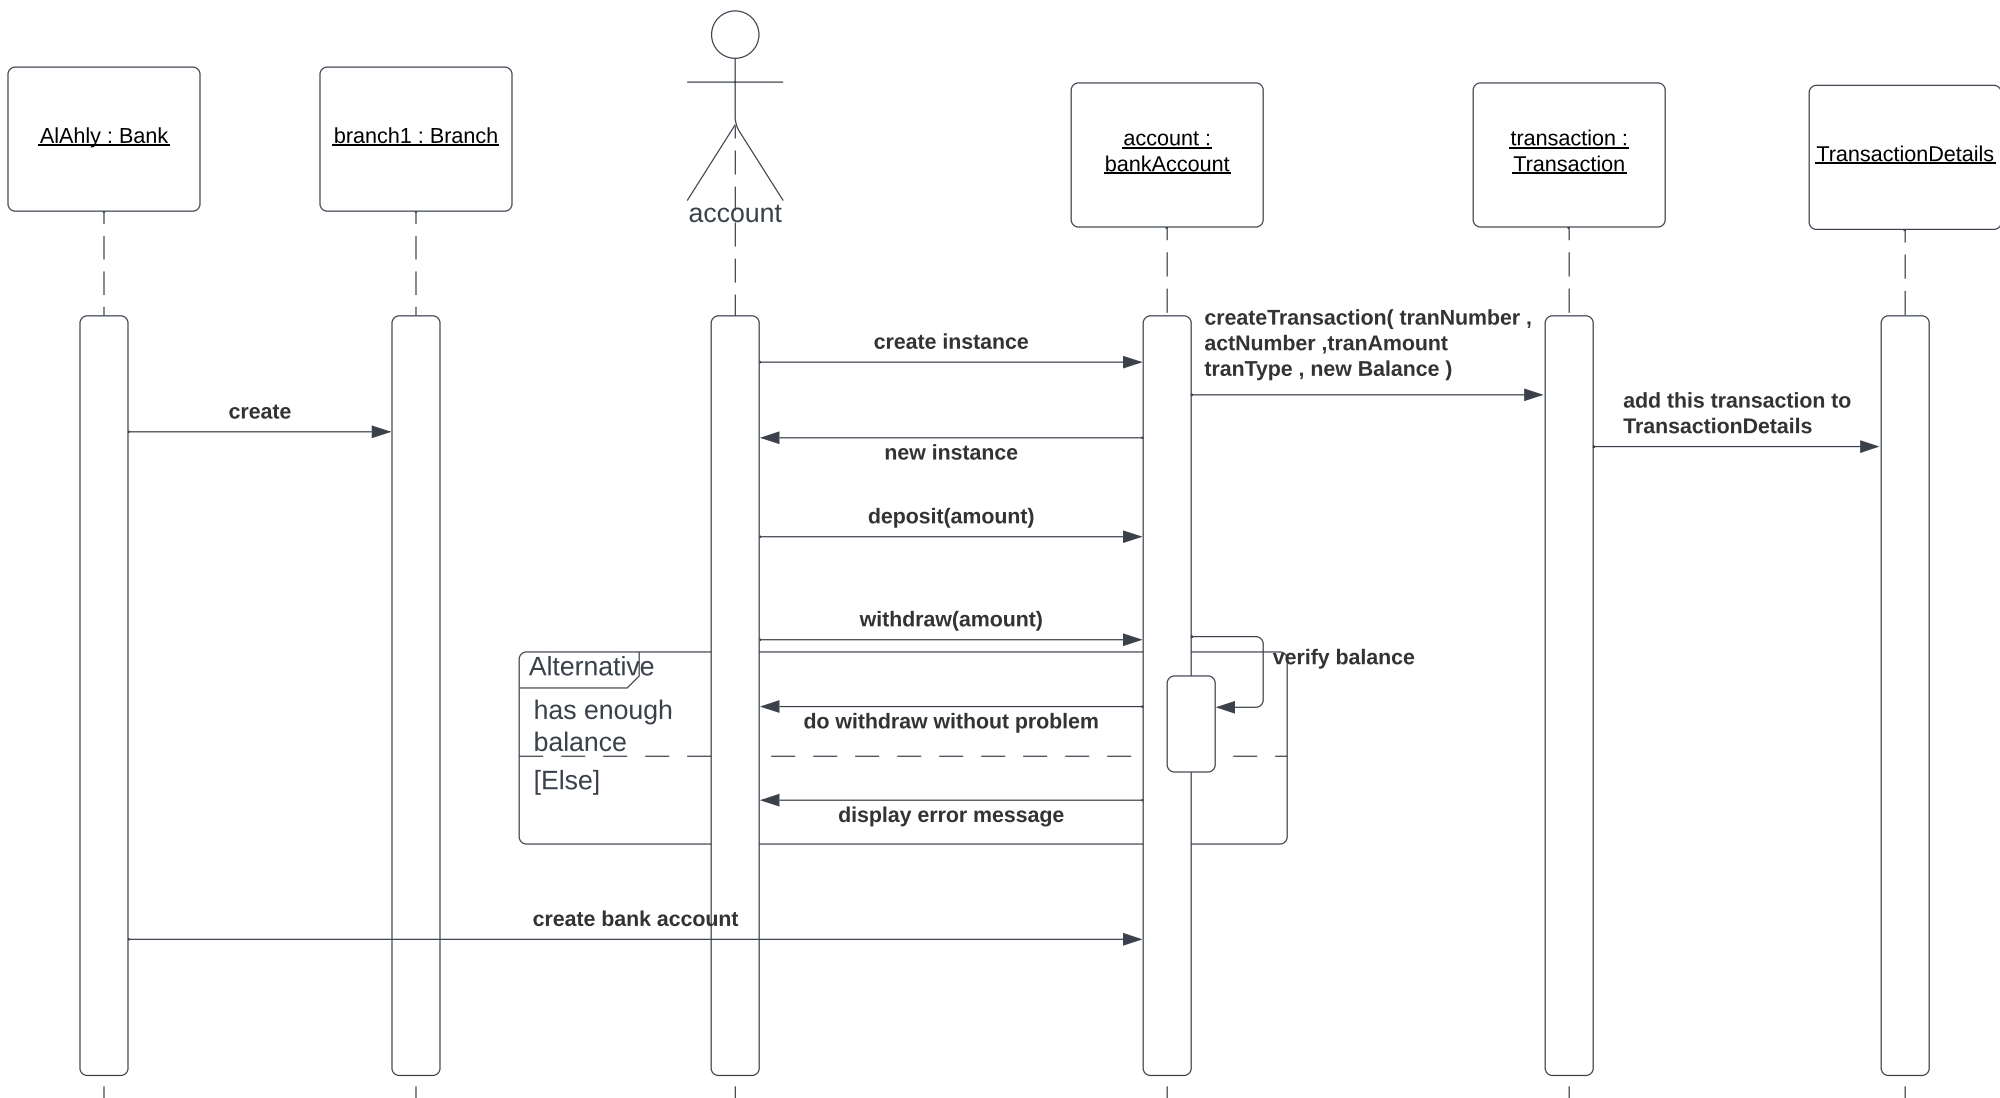 AlAhly : Bank
branch1 : Branch
account
account :
bankAccount
transaction :
Transaction
TransactionDetails
create instance
createTransaction( tranNumber ,
actNumber ,tranAmount
tranType , new Balance )
create
add this transaction to
TransactionDetails
new instance
deposit(amount)
withdraw(amount)
verify balance
Alternative
has enough
balance
do withdraw without problem
[Else]
display error message
create bank account